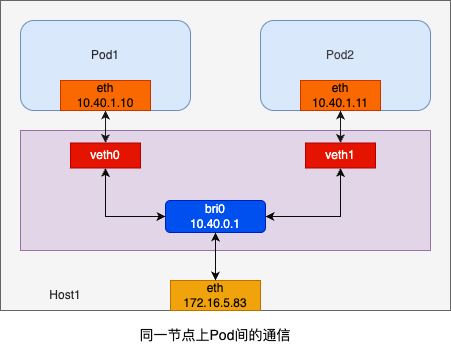 Pod1
Pod2
eth
10.40.1.10
eth
10.40.1.11
veth0
veth1
bri0
10.40.0.1
eth
172.16.5.83
Host1
同一节点上Pod间的通信